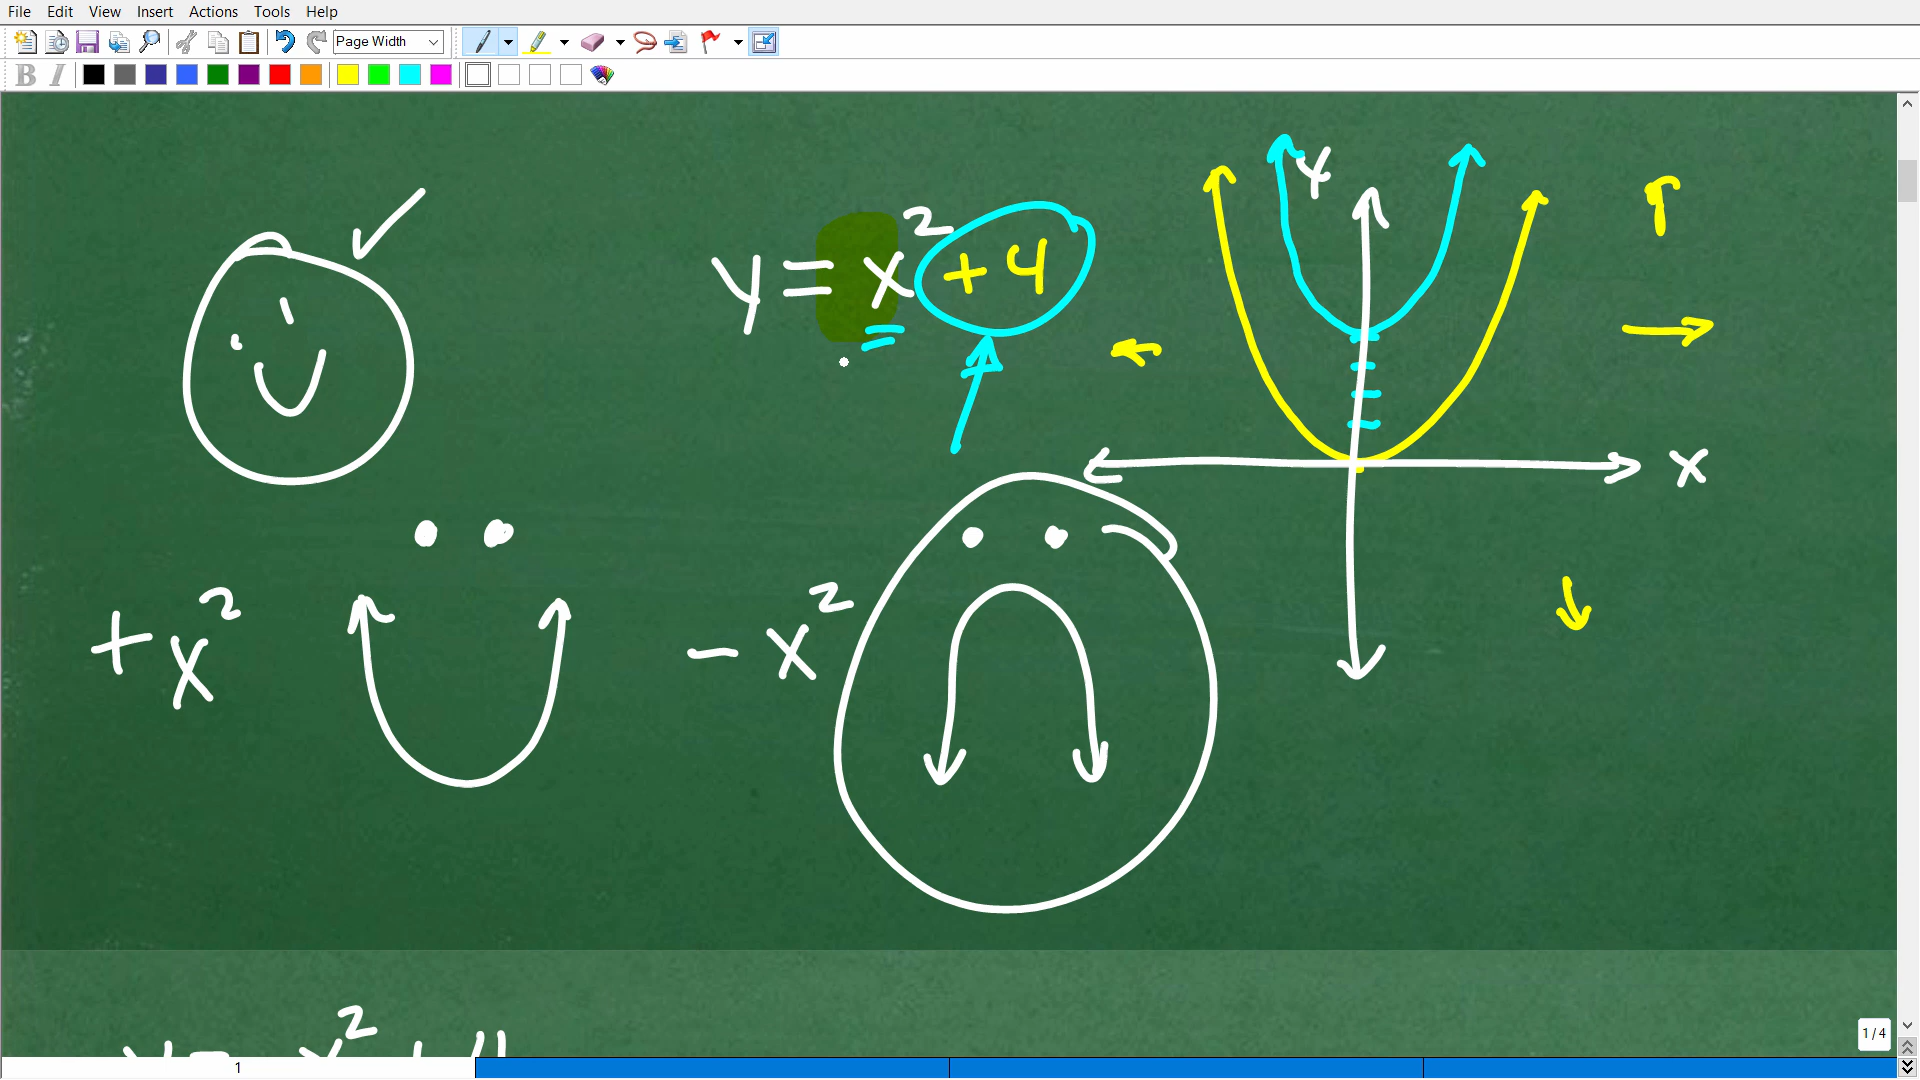 File Edit View Insert Actions Tools Help
Page Width
B I
y = x² + 4
y
x
+x²
-x²
1 / 4
1